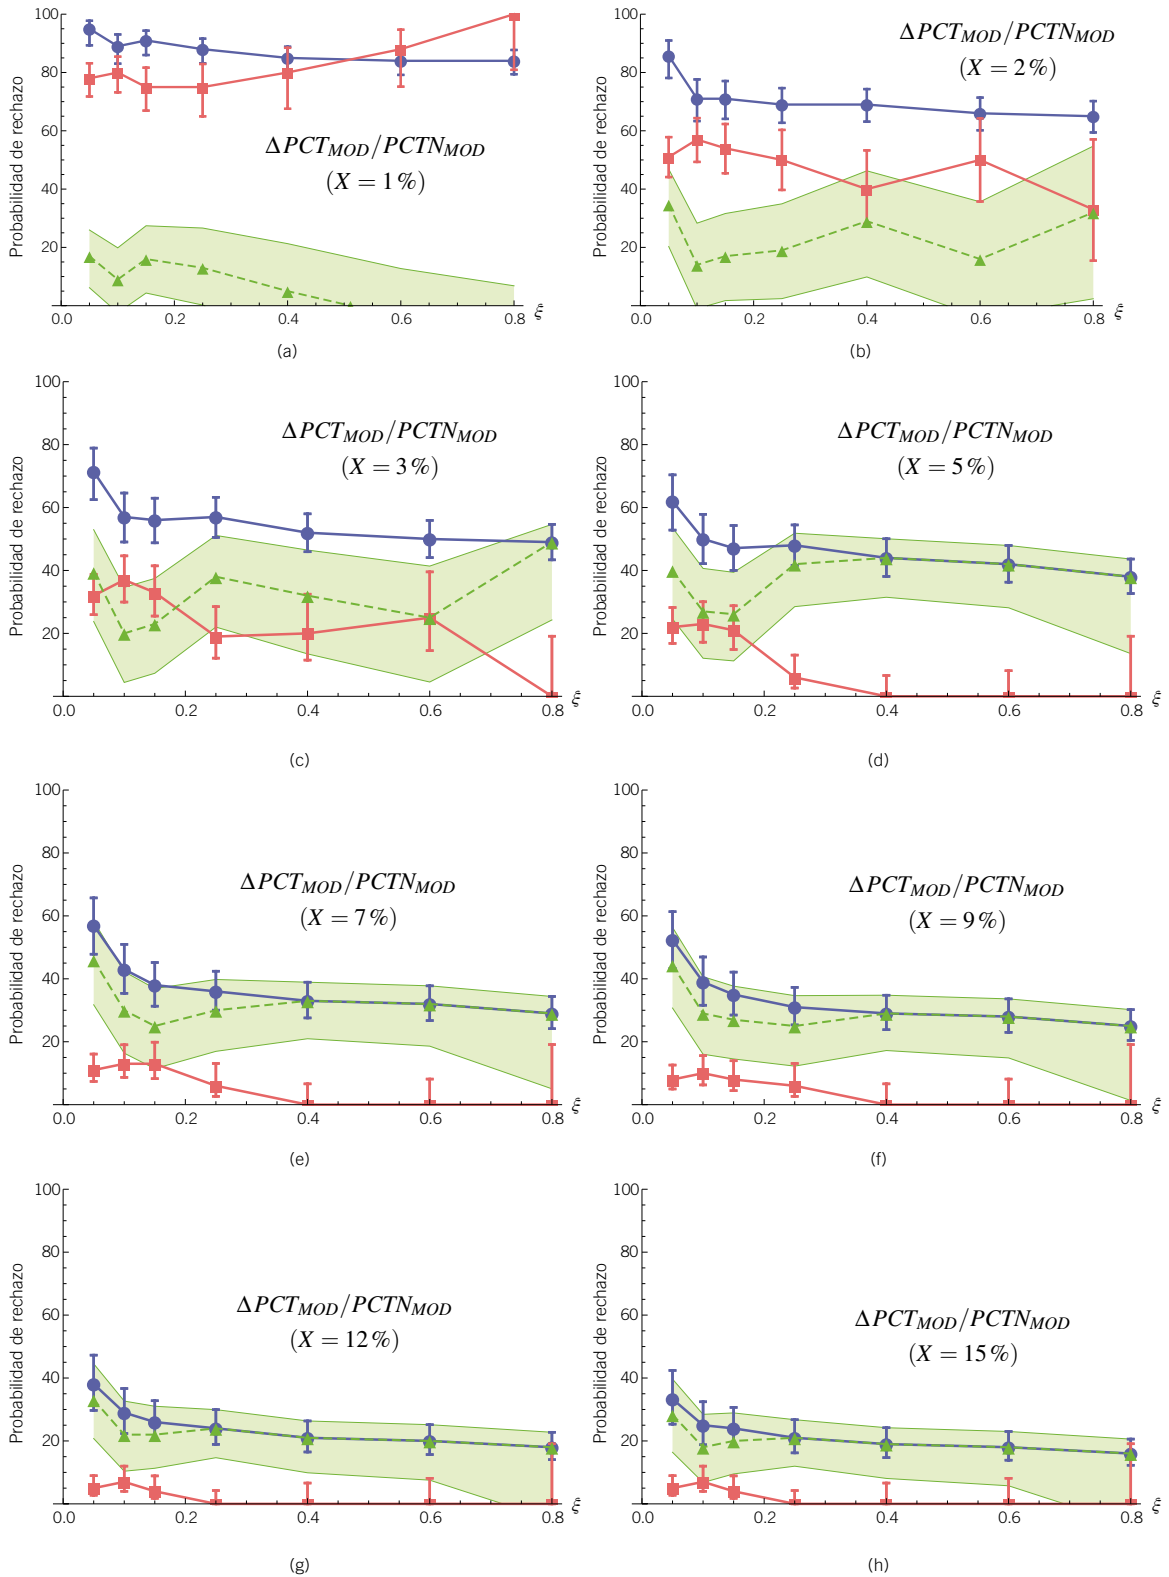 100
80
60
40
20
0.0 0.2 0.4 0.6 0.8 ξ̄
Probabilidad de rechazo
ΔPCT_MOD/PCTN_MOD
(X = 1 %)
(a)
100
80
60
40
20
0.0 0.2 0.4 0.6 0.8 ξ̄
Probabilidad de rechazo
ΔPCT_MOD/PCTN_MOD
(X = 2 %)
(b)
100
80
60
40
20
0.0 0.2 0.4 0.6 0.8 ξ̄
Probabilidad de rechazo
ΔPCT_MOD/PCTN_MOD
(X = 3 %)
(c)
100
80
60
40
20
0.0 0.2 0.4 0.6 0.8 ξ̄
Probabilidad de rechazo
ΔPCT_MOD/PCTN_MOD
(X = 5 %)
(d)
100
80
60
40
20
0.0 0.2 0.4 0.6 0.8 ξ̄
Probabilidad de rechazo
ΔPCT_MOD/PCTN_MOD
(X = 7 %)
(e)
100
80
60
40
20
0.0 0.2 0.4 0.6 0.8 ξ̄
Probabilidad de rechazo
ΔPCT_MOD/PCTN_MOD
(X = 9 %)
(f)
100
80
60
40
20
0.0 0.2 0.4 0.6 0.8 ξ̄
Probabilidad de rechazo
ΔPCT_MOD/PCTN_MOD
(X = 12 %)
(g)
100
80
60
40
20
0.0 0.2 0.4 0.6 0.8 ξ̄
Probabilidad de rechazo
ΔPCT_MOD/PCTN_MOD
(X = 15 %)
(h)